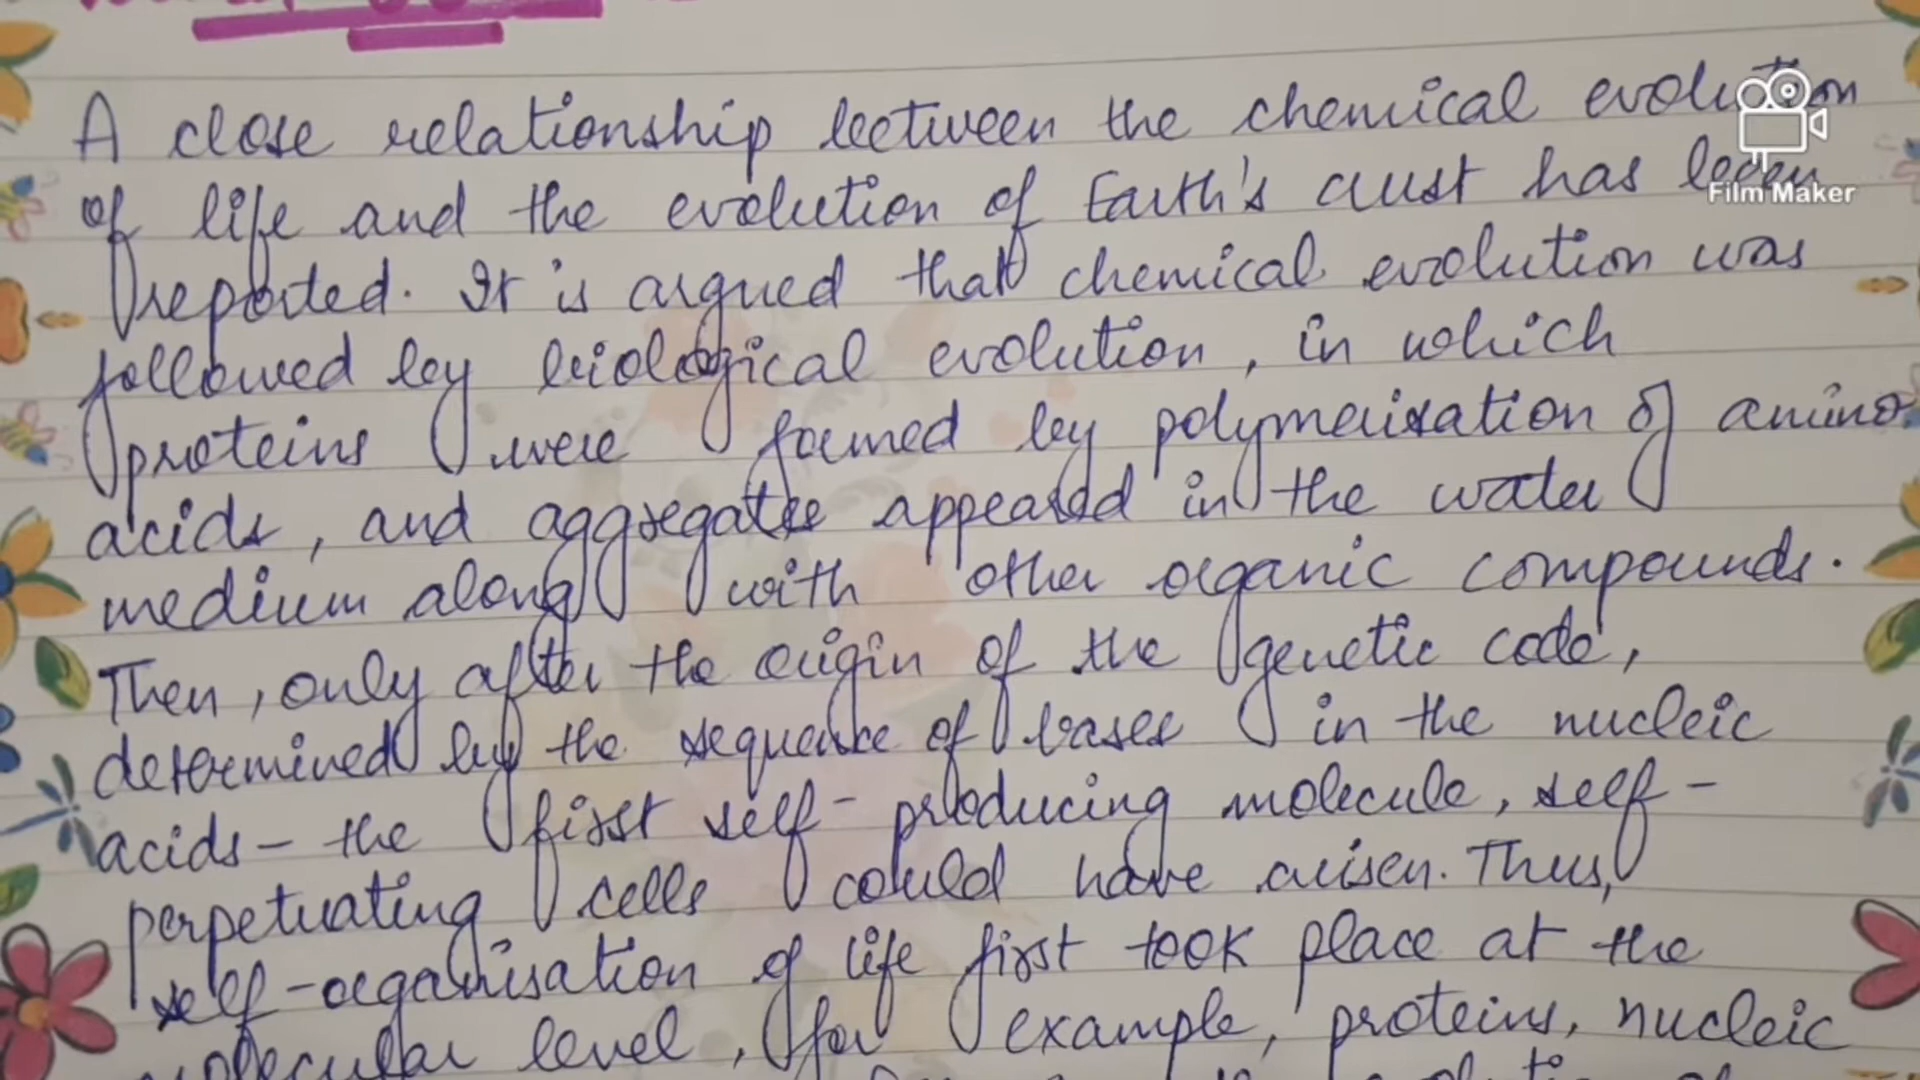 A close relationship between the chemical evolution
of life and the evolution of Earth's crust has been
reported. It is argued that chemical evolution was
followed by biological evolution, in which
proteins were formed by polymerization of amino
acids, and aggregates appeared in the water
medium along with other organic compounds.
Then, only after the origin of the genetic code,
determined by the sequence of bases in the nucleic
acids - the first self-producing molecule, self-
perpetuating cells could have arisen. Thus,
self-organisation of life first took place at the
molecular level, for example, proteins, nucleic
Film Maker